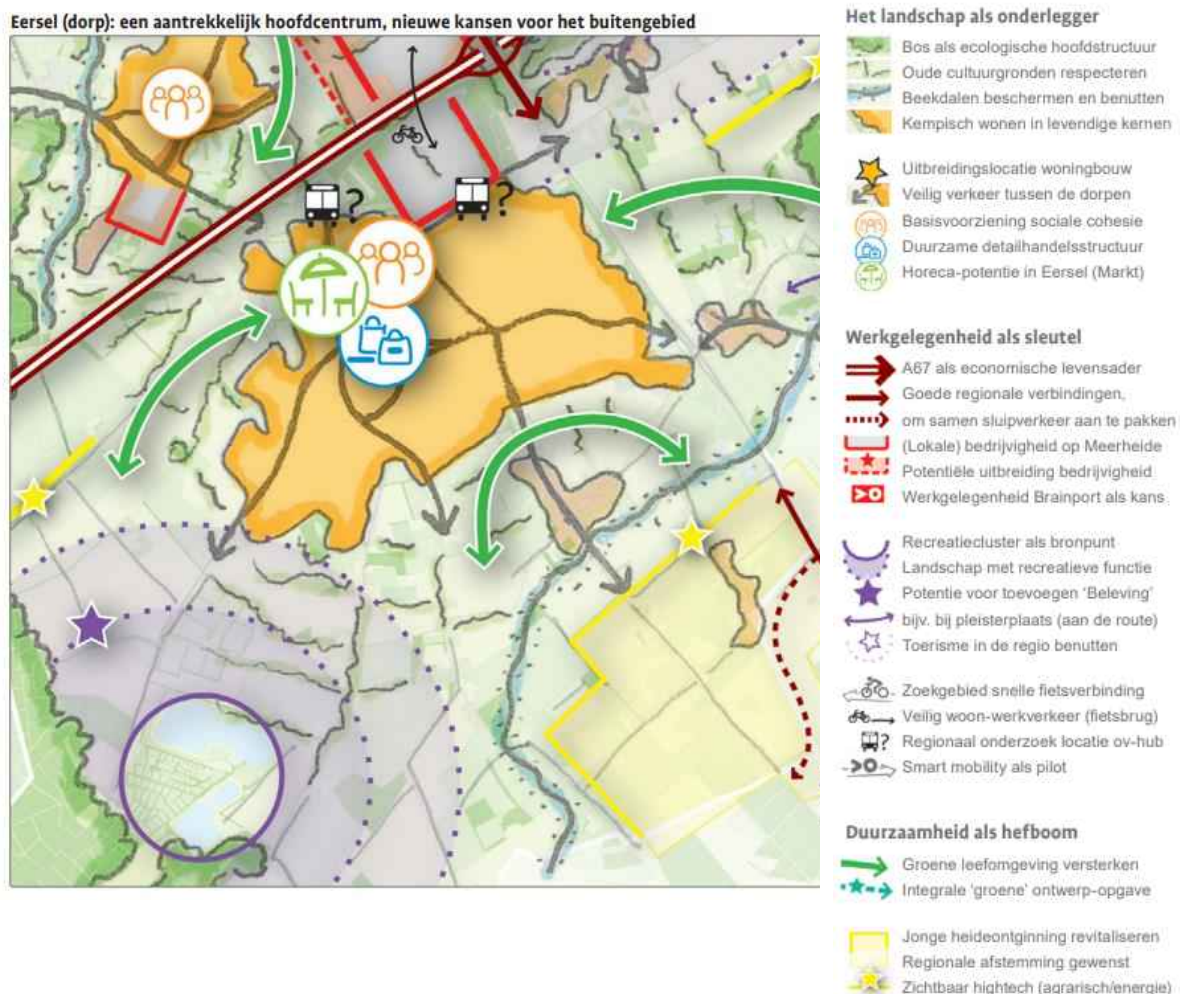 Eersel (dorp): een aantrekkelijk hoofdcentrum, nieuwe kansen voor het buitengebied
?
?
Het landschap als onderlegger
Bos als ecologische hoofdstructuur
Oude cultuurgronden respecteren
Beekdalen beschermen en benutten
Kempisch wonen in levendige kernen
Uitbreidingslocatie woningbouw
Veilig verkeer tussen de dorpen
Basisvoorziening sociale cohesie
Duurzame detailhandelsstructuur
Horeca-potentie in Eersel (Markt)
Werkgelegenheid als sleutel
A67 als economische levensader
Goede regionale verbindingen,
om samen sluipverkeer aan te pakken
(Lokale) bedrijvigheid op Meerheide
Potentiële uitbreiding bedrijvigheid
Werkgelegenheid Brainport als kans
Recreatiecluster als bronpunt
Landschap met recreatieve functie
Potentie voor toevoegen ‘Beleving’
bijv. bij pleisterplaats (aan de route)
Toerisme in de regio benutten
Zoekgebied snelle fietsverbinding
Veilig woon-werkverkeer (fietsbrug)
? Regionaal onderzoek locatie ov-hub
Smart mobility als pilot
Duurzaamheid als hefboom
Groene leefomgeving versterken
Integrale ‘groene’ ontwerp-opgave
Jonge heideontginning revitaliseren
Regionale afstemming gewenst
Zichtbaar hightech (agrarisch/energie)